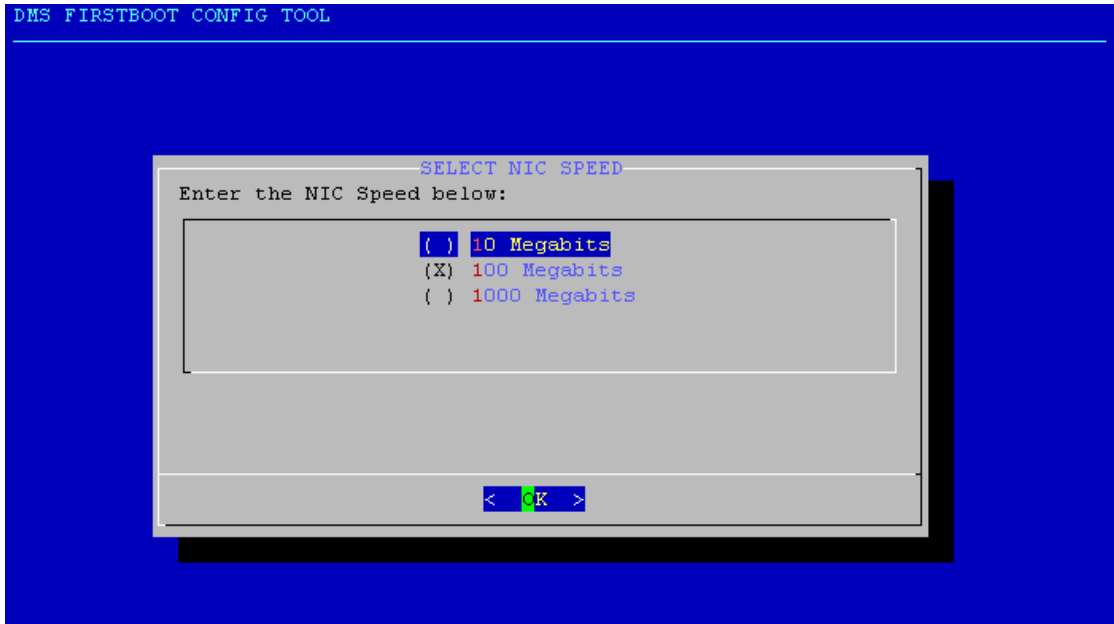 DMS FIRSTBOOT CONFIG TOOL
SELECT NIC SPEED
Enter the NIC Speed below:
( ) 10 Megabits
(X) 100 Megabits
( ) 1000 Megabits
< OK >